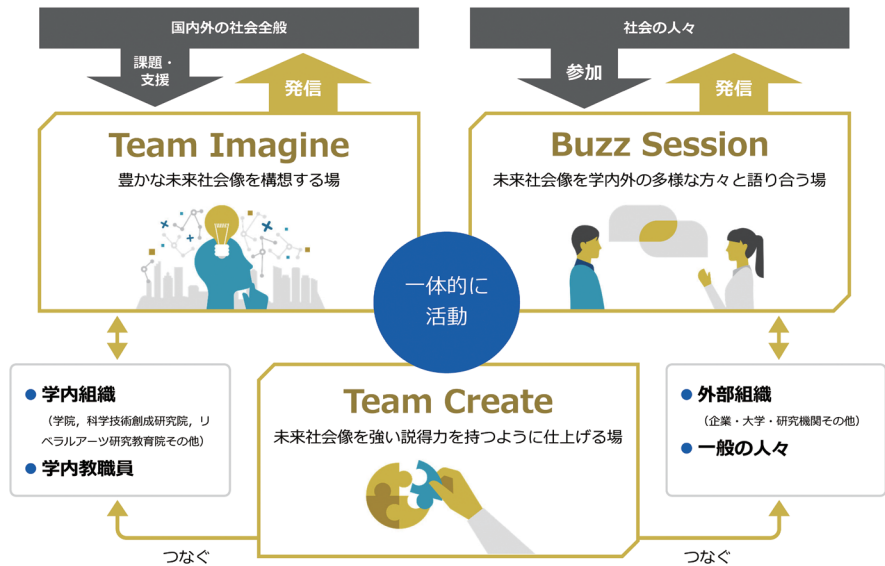 国内外の社会全般
課題・
支援
発信
Team Imagine
豊かな未来社会像を構想する場
社会の人々
参加
発信
Buzz Session
未来社会像を学内外の多様な方々と語り合う場
一体的に
活動
● 学内組織
（学院，科学技術創成研究院，リ
ベラルアーツ研究教育院その他）
● 学内教職員
Team Create
未来社会像を強い説得力を持つように仕上げる場
● 外部組織
（企業・大学・研究機関その他）
● 一般の人々
つなぐ
つなぐ